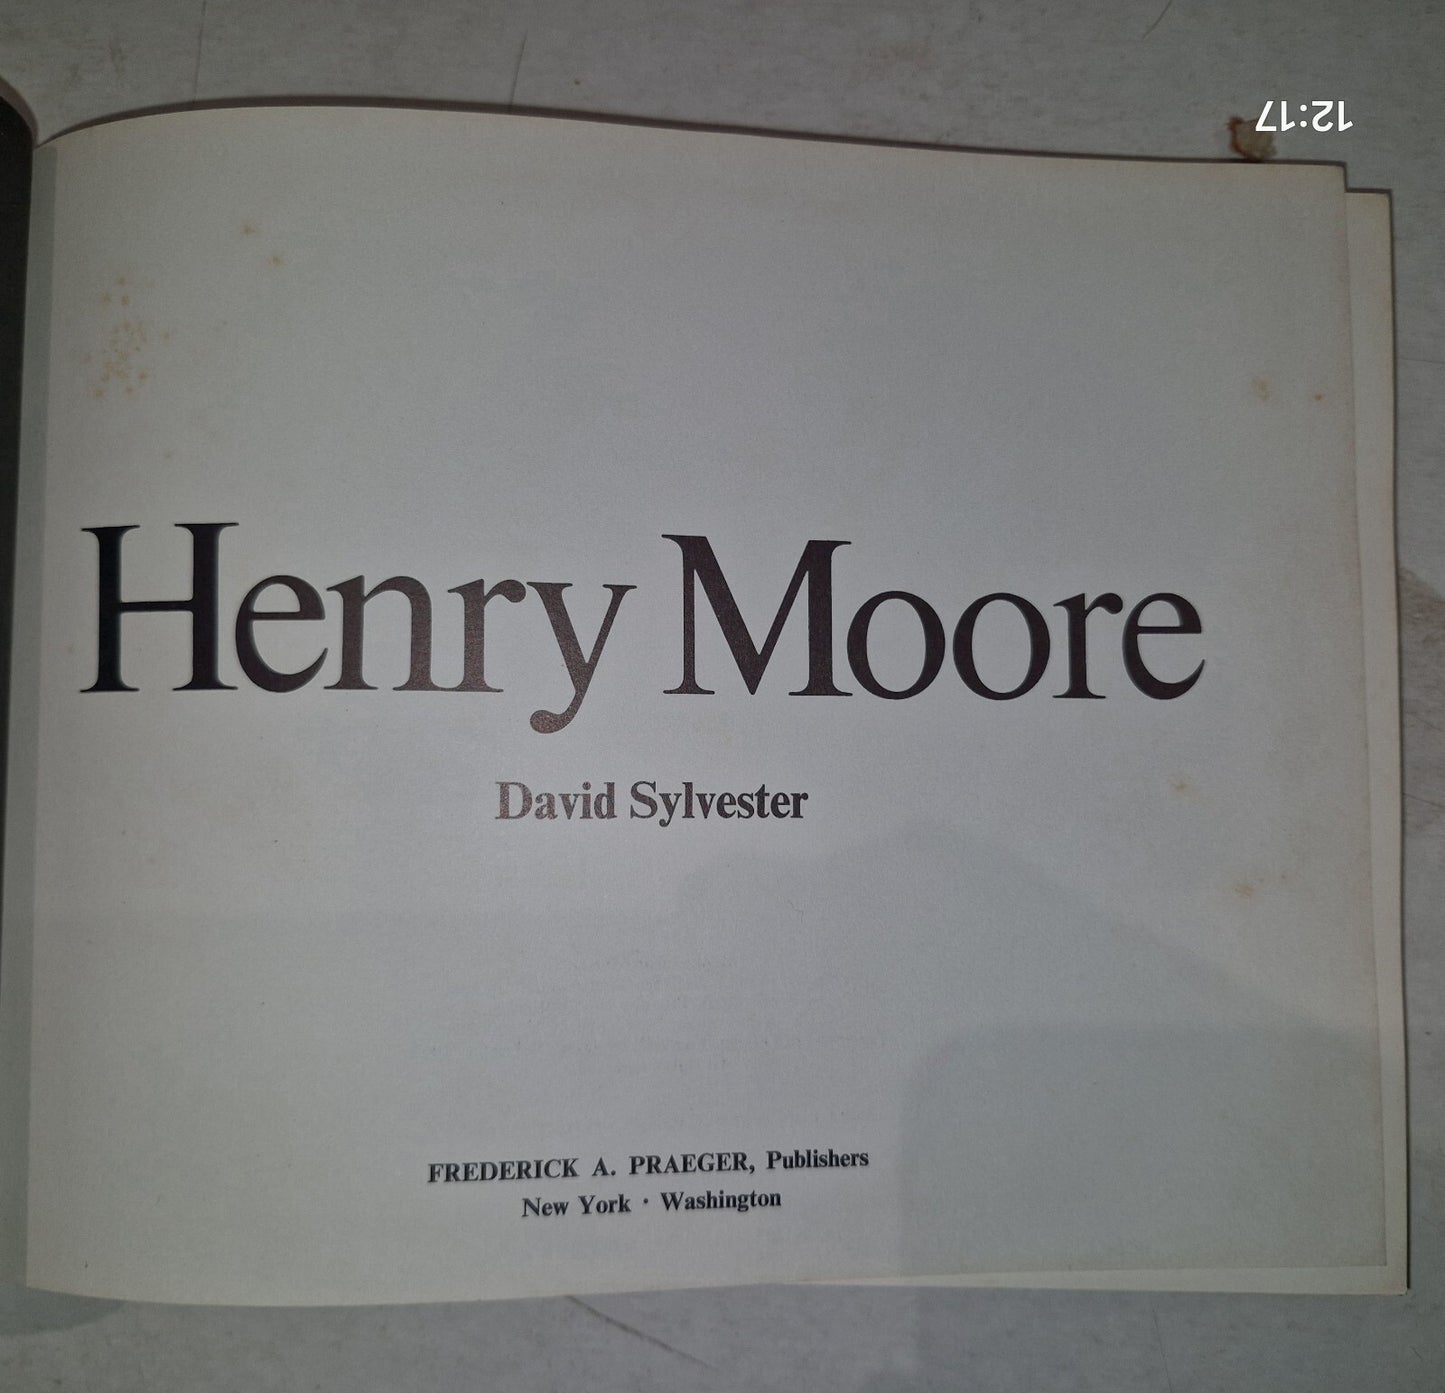 12:17
Henry Moore
David Sylvester
FREDERICK A. PRAEGER, Publishers
New York · Washington